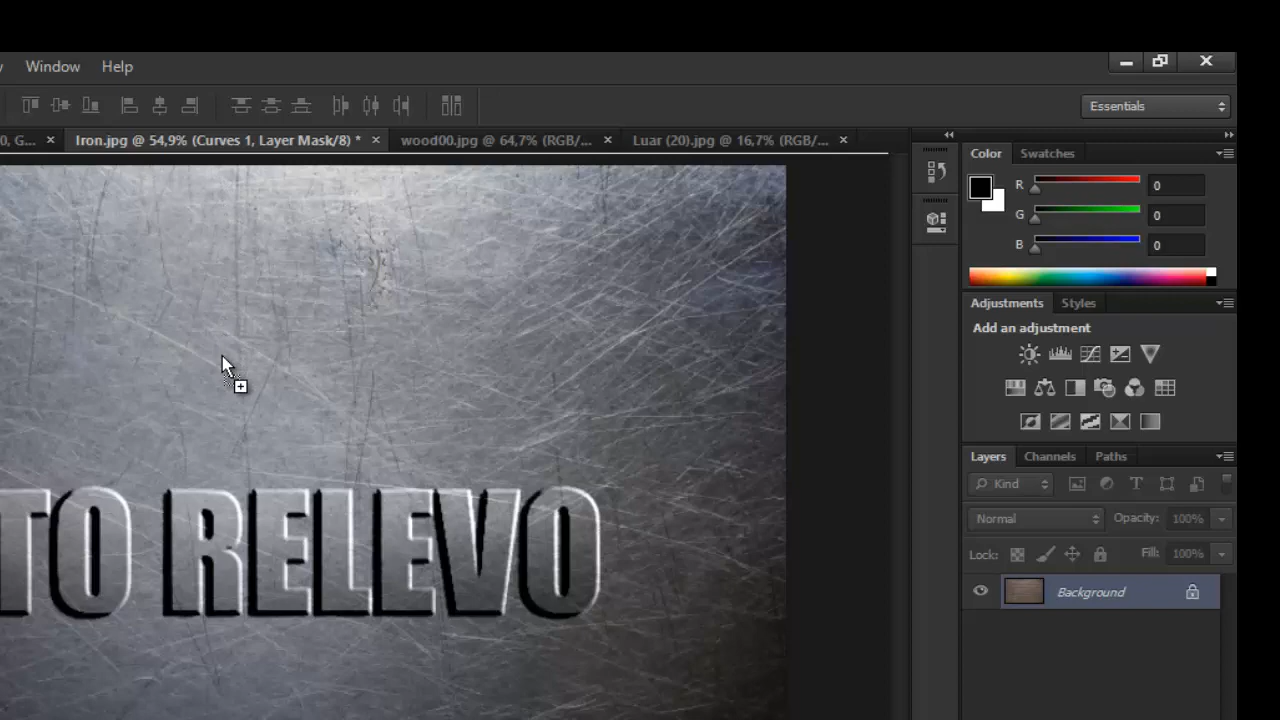 Window Help
Essentials
0, G... Iron.jpg @ 54,9% (Curves 1, Layer Mask/8) * wood00.jpg @ 64,7% (RGB/... Luar (20).jpg @ 16,7% (RGB/...
Color Swatches
R 0
G 0
B 0
Adjustments Styles
Add an adjustment
Layers Channels Paths
Kind
Normal Opacity: 100%
Lock: Fill: 100%
Background
TO RELEVO